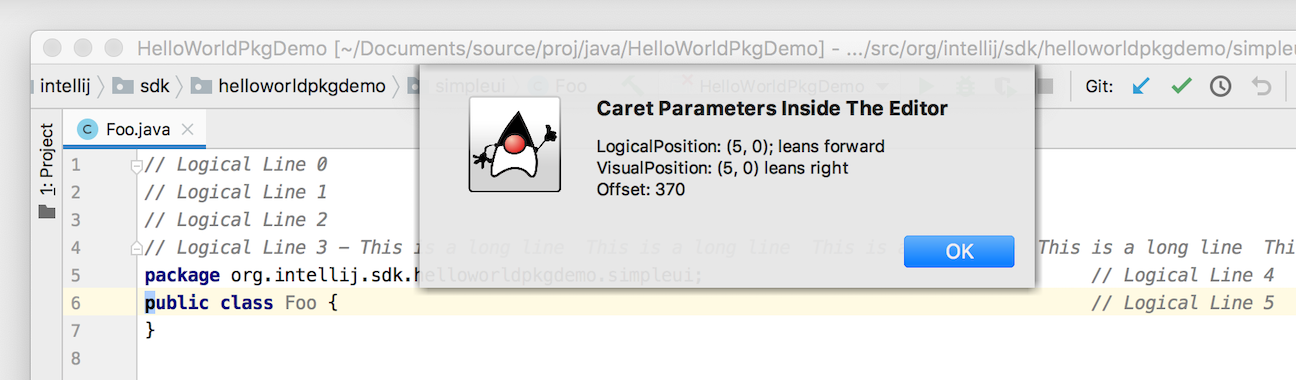 HelloWorldPkgDemo [~/Documents/source/proj/java/HelloWorldPkgDemo] - .../src/org/intellij/sdk/helloworldpkgdemo/simpleui
intellij sdk helloworldpkgdemo simpleui Foo HelloWorldPkgDemo Git:
1: Project
C Foo.java
Caret Parameters Inside The Editor
LogicalPosition: (5, 0); leans forward
VisualPosition: (5, 0) leans right
Offset: 370
OK
1 // Logical Line 0
2 // Logical Line 1
3 // Logical Line 2
4 // Logical Line 3 - This is a long line This is a long line This is a This is a long line Thi
5 package org.intellij.sdk.helloworldpkgdemo.simpleui; // Logical Line 4
6 public class Foo { // Logical Line 5
7 }
8